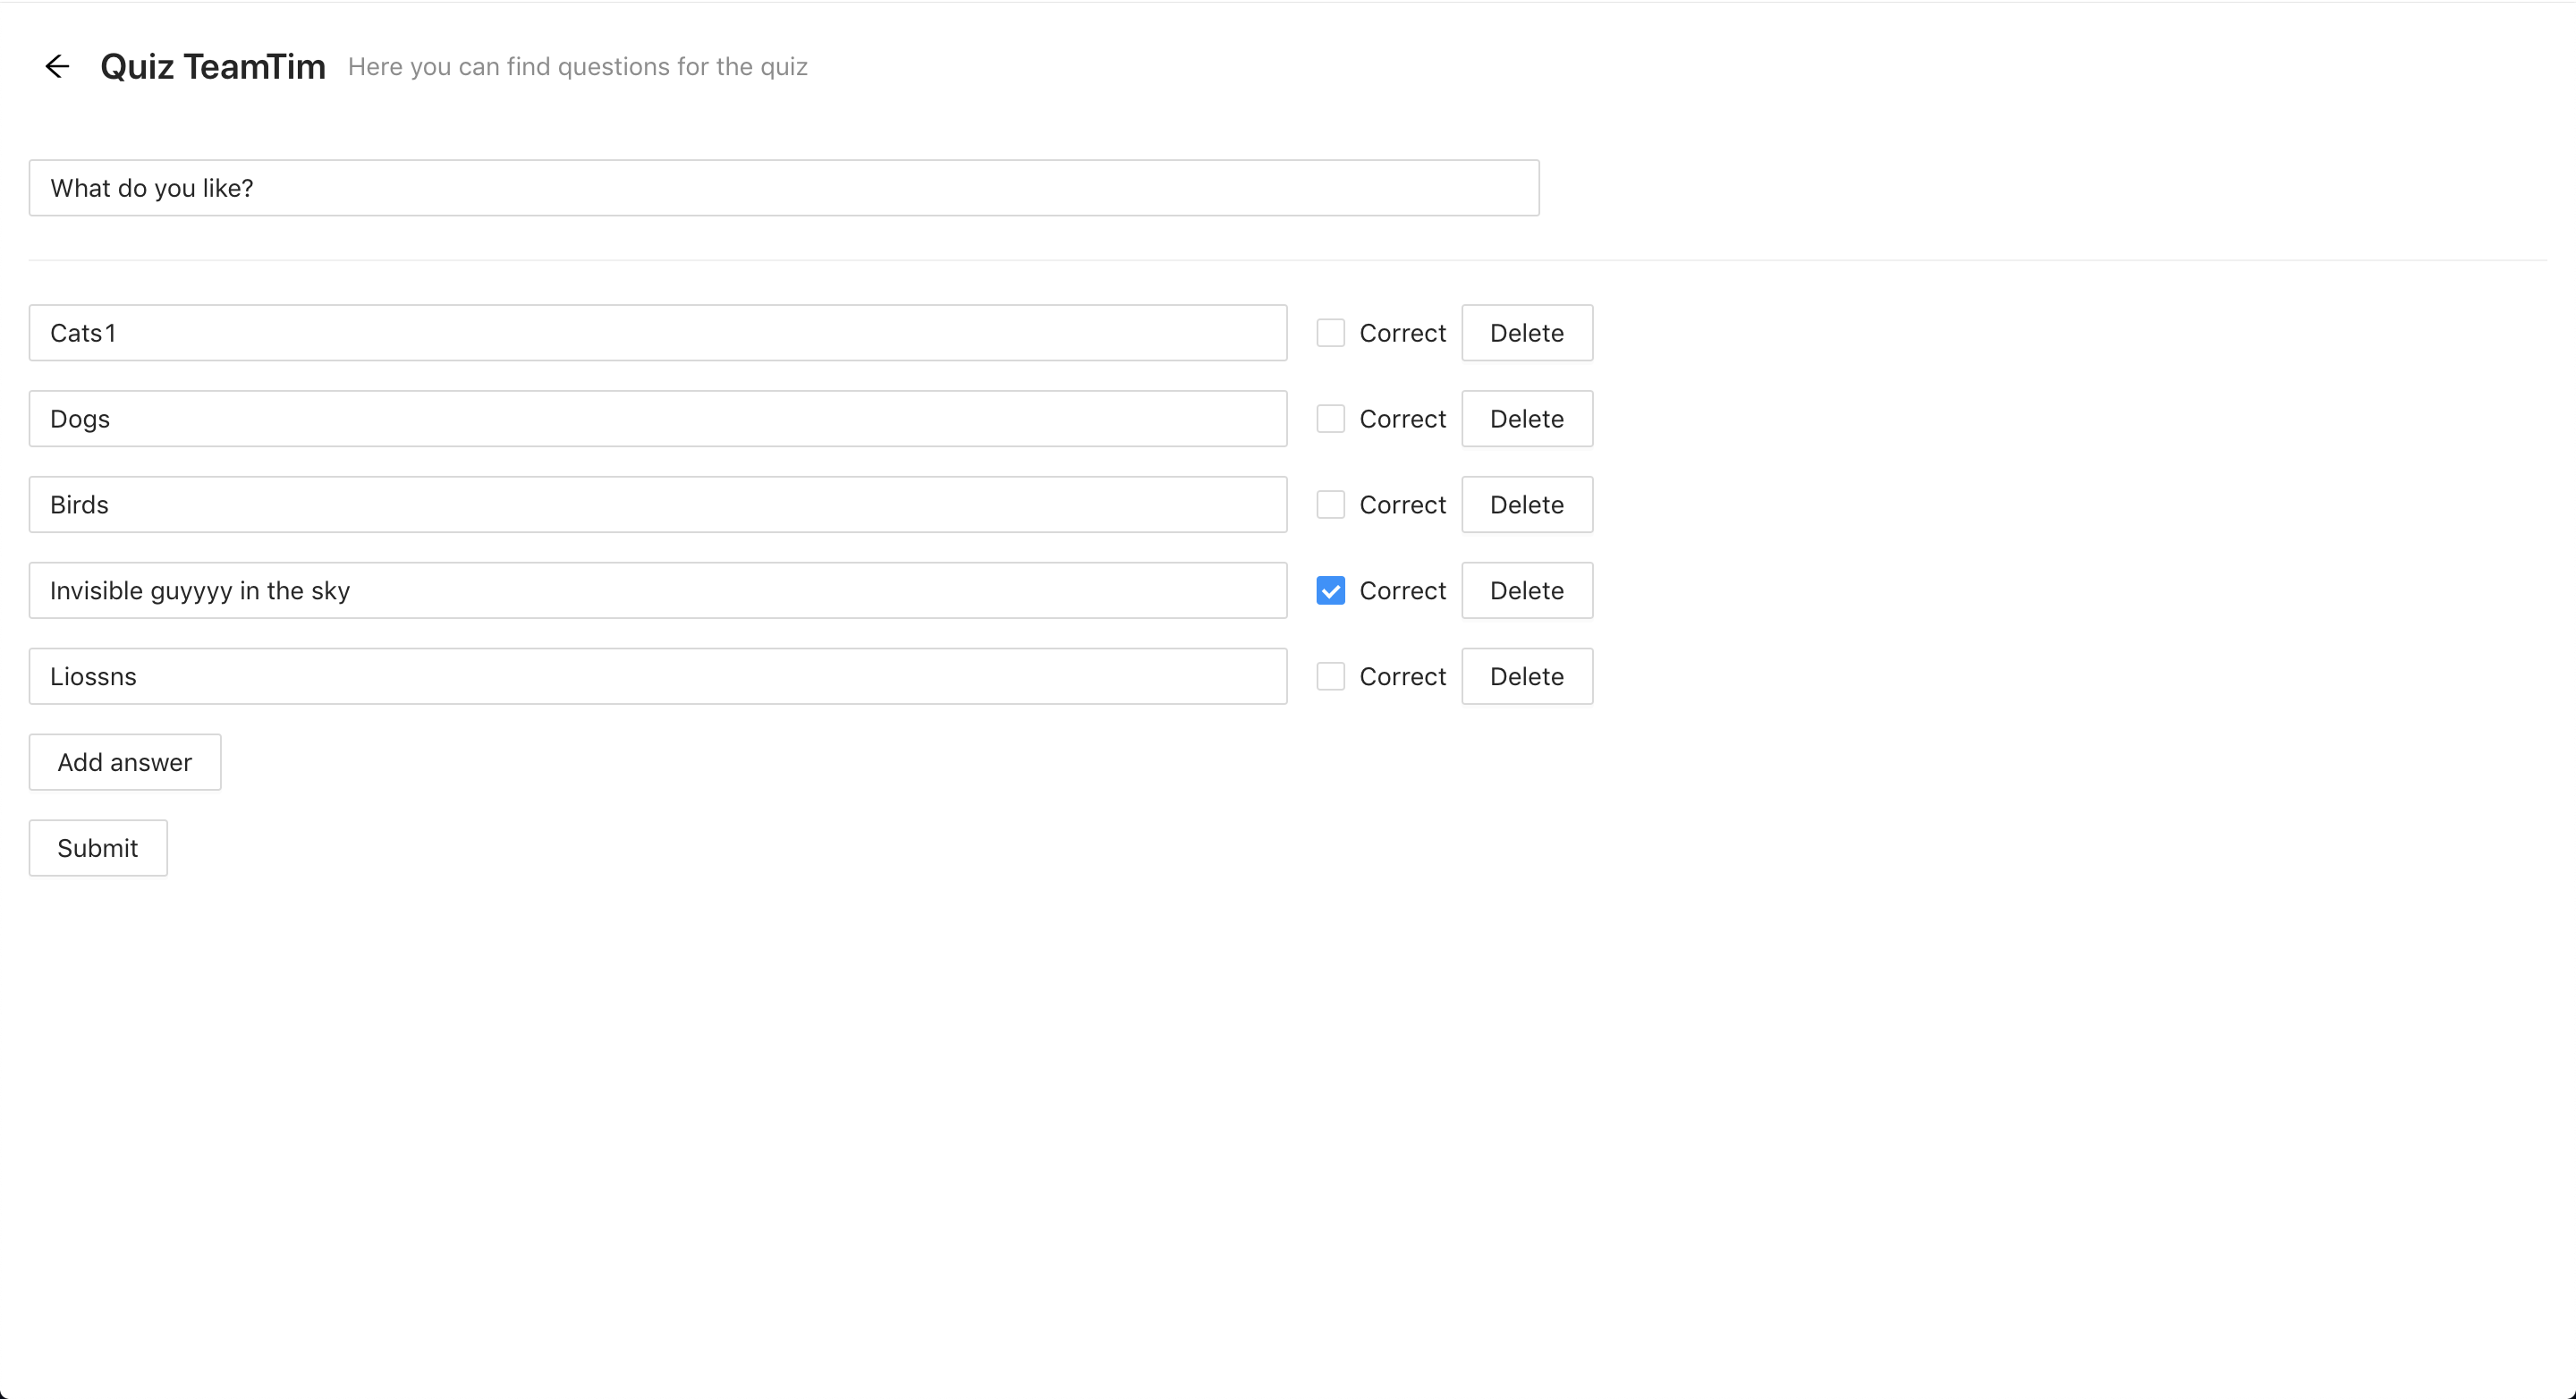 Quiz TeamTim Here you can find questions for the quiz
What do you like?
Cats1 Correct Delete
Dogs Correct Delete
Birds Correct Delete
Invisible guyyyy in the sky Correct Delete
Liossns Correct Delete
Add answer
Submit